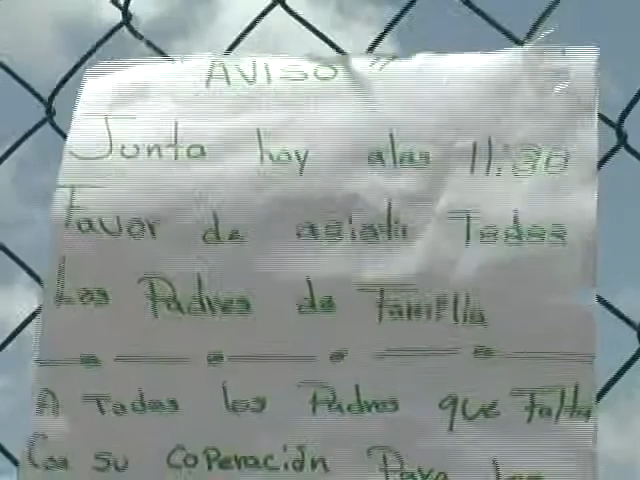 AVISO"
Junta hoy alas 11:30
Favor de asistir Todos
Los Padres de Familia
A Todos los Padres que Falta
Con su Coperación Para los